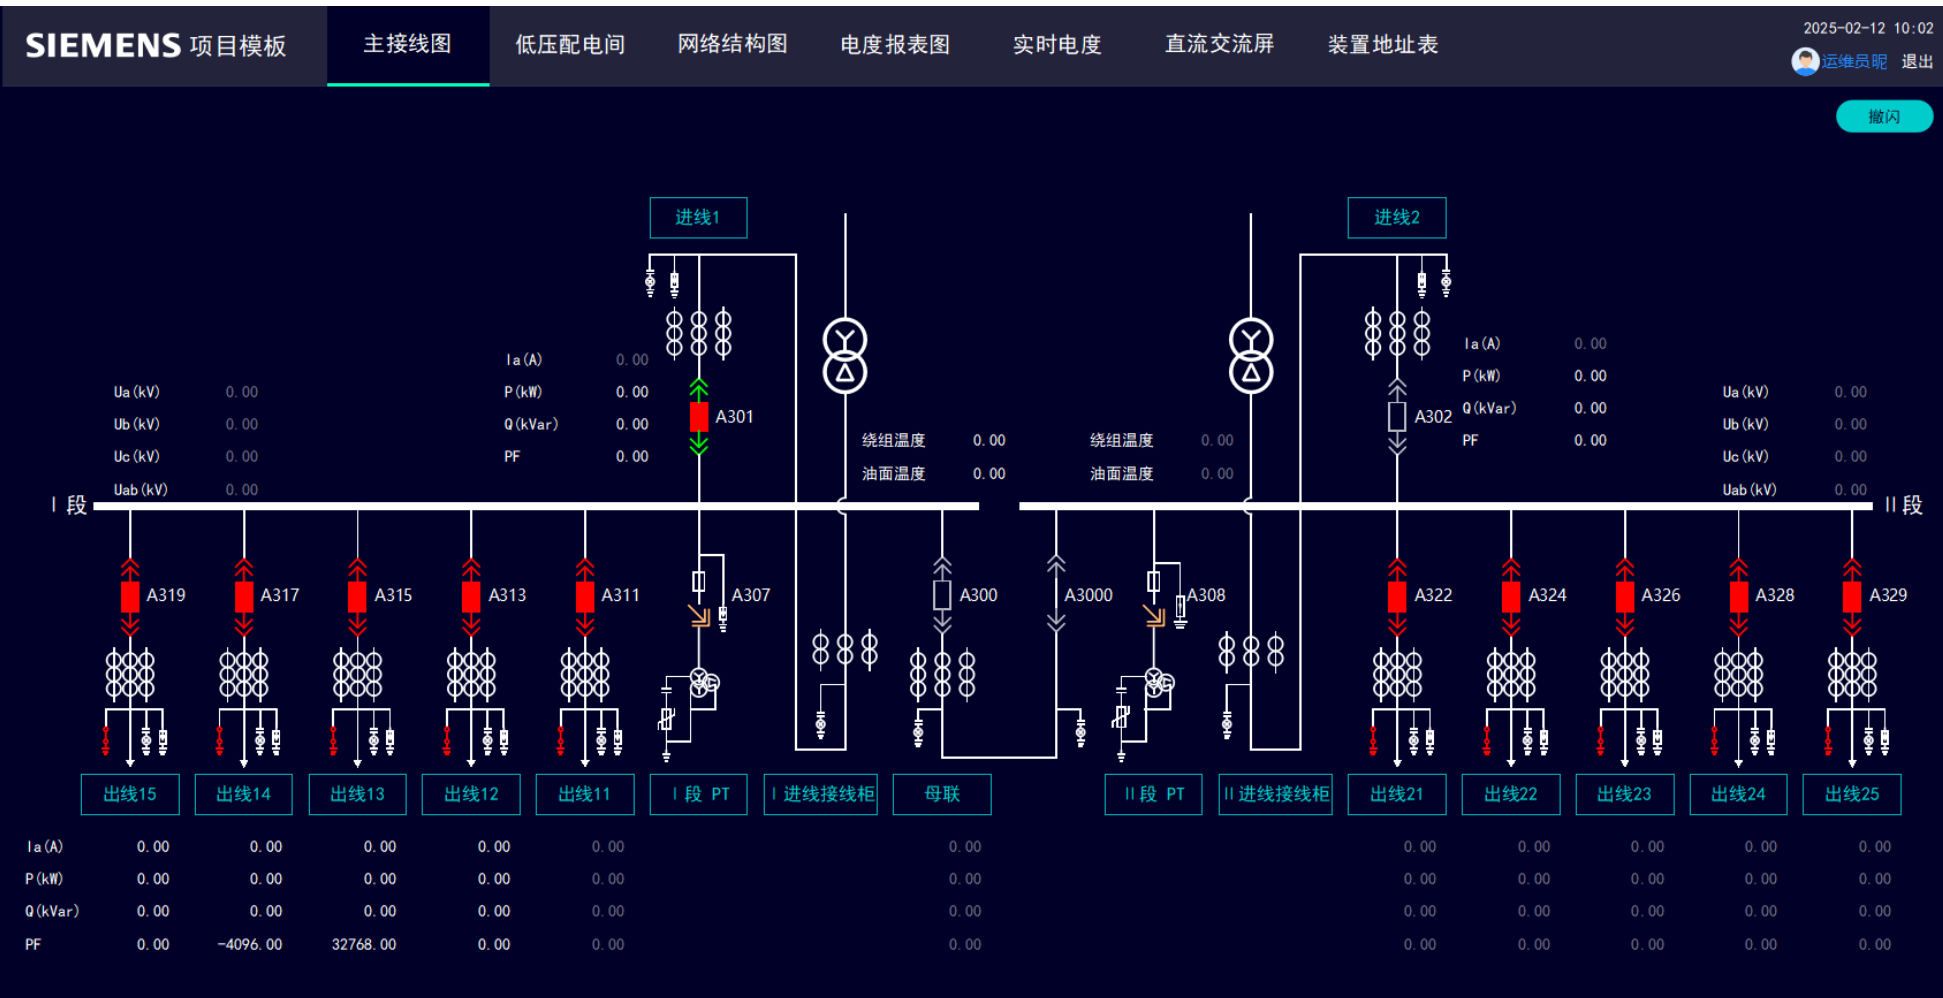 SIEMENS 项目模板
主接线图
低压配电间
网络结构图
电度报表图
实时电度
直流交流屏
装置地址表
2025-02-12 10:02
运维员昵 退出
撤闪
进线1
进线2
Ia(A) 0.00
P(kW) 0.00
Q(kVar) 0.00
PF 0.00
A301
Ia(A) 0.00
P(kW) 0.00
Q(kVar) 0.00
PF 0.00
A302
Ua(kV) 0.00
Ub(kV) 0.00
Uc(kV) 0.00
Uab(kV) 0.00
Ua(kV) 0.00
Ub(kV) 0.00
Uc(kV) 0.00
Uab(kV) 0.00
绕组温度 0.00
油面温度 0.00
绕组温度 0.00
油面温度 0.00
I段
II段
A319 A317 A315 A313 A311 A307 A300 A3000 A308 A322 A324 A326 A328 A329
出线15 出线14 出线13 出线12 出线11 I段 PT I进线接线柜 母联 II段 PT II进线接线柜 出线21 出线22 出线23 出线24 出线25
Ia(A) 0.00 0.00 0.00 0.00 0.00 0.00 0.00 0.00 0.00 0.00 0.00
P(kW) 0.00 0.00 0.00 0.00 0.00 0.00 0.00 0.00 0.00 0.00 0.00
Q(kVar) 0.00 0.00 0.00 0.00 0.00 0.00 0.00 0.00 0.00 0.00 0.00
PF 0.00 -4096.00 32768.00 0.00 0.00 0.00 0.00 0.00 0.00 0.00 0.00